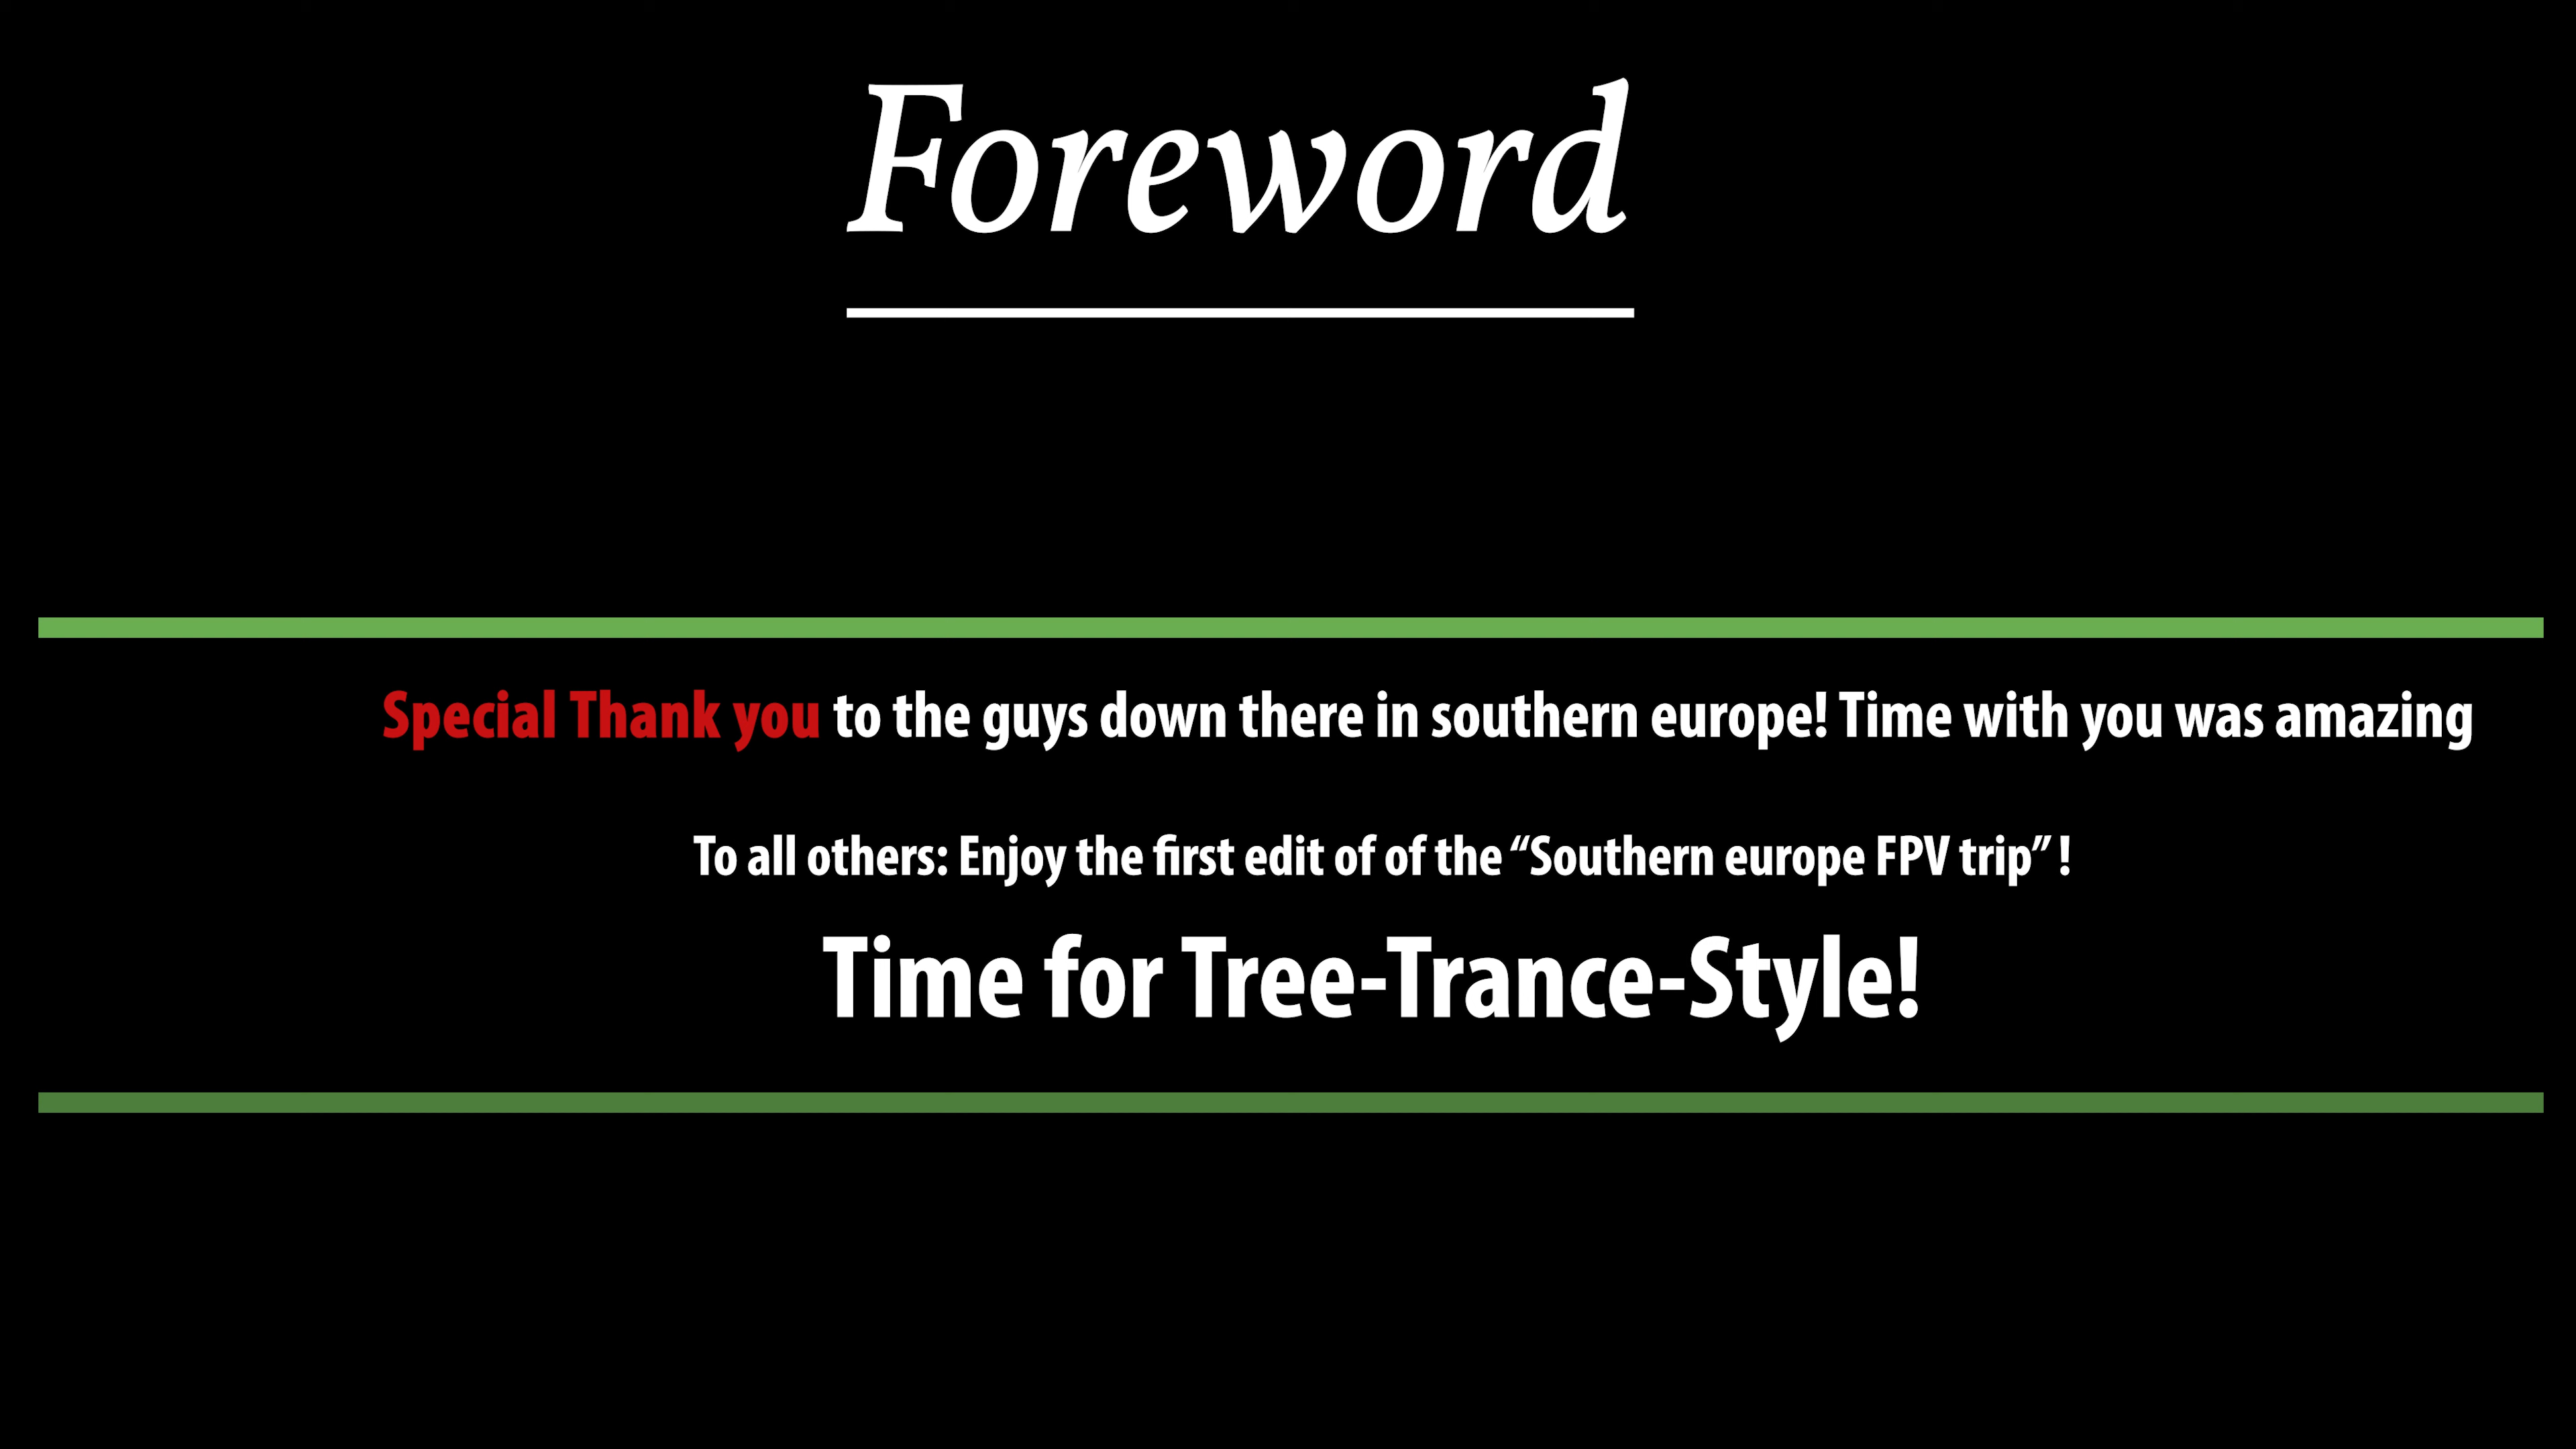 Foreword
Special Thank you to the guys down there in southern europe! Time with you was amazing
To all others: Enjoy the first edit of of the “Southern europe FPV trip” !
Time for Tree-Trance-Style!